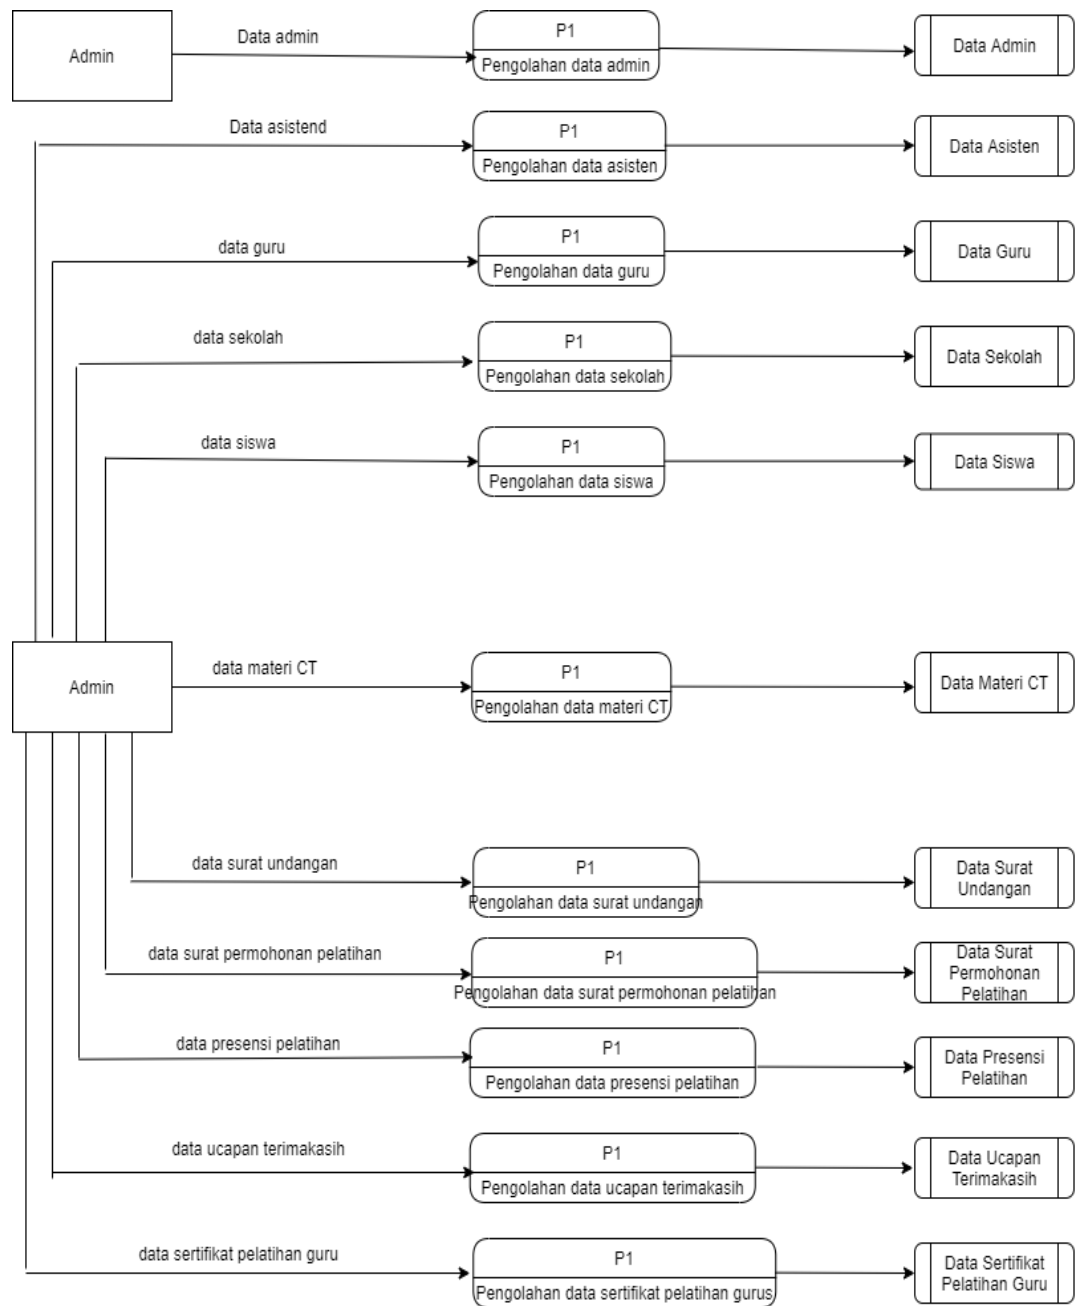 Admin
Data admin
P1
Pengolahan data admin
Data Admin
Data asistend
P1
Pengolahan data asisten
Data Asisten
data guru
P1
Pengolahan data guru
Data Guru
data sekolah
P1
Pengolahan data sekolah
Data Sekolah
data siswa
P1
Pengolahan data siswa
Data Siswa
Admin
data materi CT
P1
Pengolahan data materi CT
Data Materi CT
data surat undangan
P1
Pengolahan data surat undangan
Data Surat
Undangan
data surat permohonan pelatihan
P1
Pengolahan data surat permohonan pelatihan
Data Surat
Permohonan
Pelatihan
data presensi pelatihan
P1
Pengolahan data presensi pelatihan
Data Presensi
Pelatihan
data ucapan terimakasih
P1
Pengolahan data ucapan terimakasih
Data Ucapan
Terimakasih
data sertifikat pelatihan guru
P1
Pengolahan data sertifikat pelatihan gurus
Data Sertifikat
Pelatihan Guru